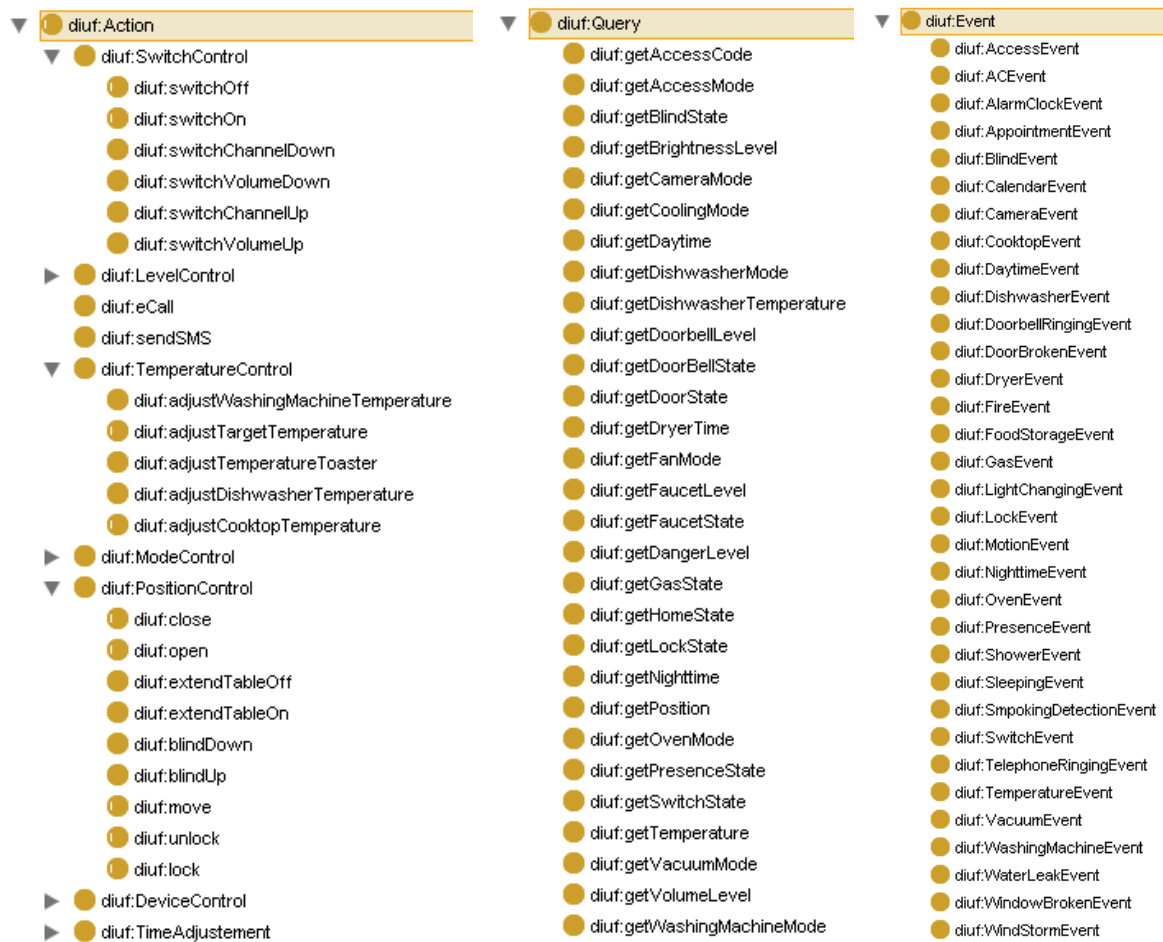 diuf:Action
diuf:SwitchControl
diuf:switchOff
diuf:switchOn
diuf:switchChannelDown
diuf:switchVolumeDown
diuf:switchChannelUp
diuf:switchVolumeUp
diuf:LevelControl
diuf:eCall
diuf:sendSMS
diuf:TemperatureControl
diuf:adjustWashingMachineTemperature
diuf:adjustTargetTemperature
diuf:adjustTemperatureToaster
diuf:adjustDishwasherTemperature
diuf:adjustCooktopTemperature
diuf:ModeControl
diuf:PositionControl
diuf:close
diuf:open
diuf:extendTableOff
diuf:extendTableOn
diuf:blindDown
diuf:blindUp
diuf:move
diuf:unlock
diuf:lock
diuf:DeviceControl
diuf:TimeAdjustement
diuf:Query
diuf:getAccessCode
diuf:getAccessMode
diuf:getBlindState
diuf:getBrightnessLevel
diuf:getCameraMode
diuf:getCoolingMode
diuf:getDaytime
diuf:getDishwasherMode
diuf:getDishwasherTemperature
diuf:getDoorbellLevel
diuf:getDoorBellState
diuf:getDoorState
diuf:getDryerTime
diuf:getFanMode
diuf:getFaucetLevel
diuf:getFaucetState
diuf:getDangerLevel
diuf:getGasState
diuf:getHomeState
diuf:getLockState
diuf:getNighttime
diuf:getPosition
diuf:getOvenMode
diuf:getPresenceState
diuf:getSwitchState
diuf:getTemperature
diuf:getVacuumMode
diuf:getVolumeLevel
diuf:getWashingMachineMode
diuf:Event
diuf:AccessEvent
diuf:ACEvent
diuf:AlarmClockEvent
diuf:AppointmentEvent
diuf:BlindEvent
diuf:CalendarEvent
diuf:CameraEvent
diuf:CooktopEvent
diuf:DaytimeEvent
diuf:DishwasherEvent
diuf:DoorbellRingingEvent
diuf:DoorBrokenEvent
diuf:DryerEvent
diuf:FireEvent
diuf:FoodStorageEvent
diuf:GasEvent
diuf:LightChangingEvent
diuf:LockEvent
diuf:MotionEvent
diuf:NighttimeEvent
diuf:OvenEvent
diuf:PresenceEvent
diuf:ShowerEvent
diuf:SleepingEvent
diuf:SmpokingDetectionEvent
diuf:SwitchEvent
diuf:TelephoneRingingEvent
diuf:TemperatureEvent
diuf:VacuumEvent
diuf:WashingMachineEvent
diuf:WaterLeakEvent
diuf:WindowBrokenEvent
diuf:WindStormEvent